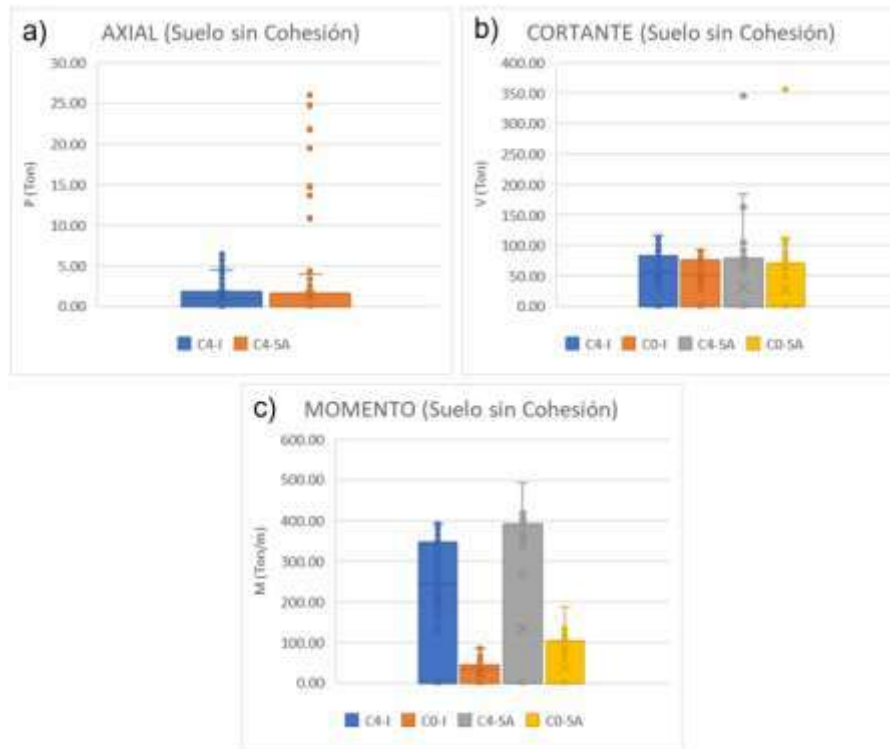 a) AXIAL (Suelo sin Cohesión)
30.00
25.00
20.00
15.00
10.00
5.00
0.00
P (Ton)
C4-I C4-SA
b) CORTANTE (Suelo sin Cohesión)
400.00
350.00
300.00
250.00
200.00
150.00
100.00
50.00
0.00
V (Ton)
C4-I C0-I C4-SA C0-SA
c) MOMENTO (Suelo sin Cohesión)
600.00
500.00
400.00
300.00
200.00
100.00
0.00
M (Ton/m)
C4-I C0-I C4-SA C0-SA